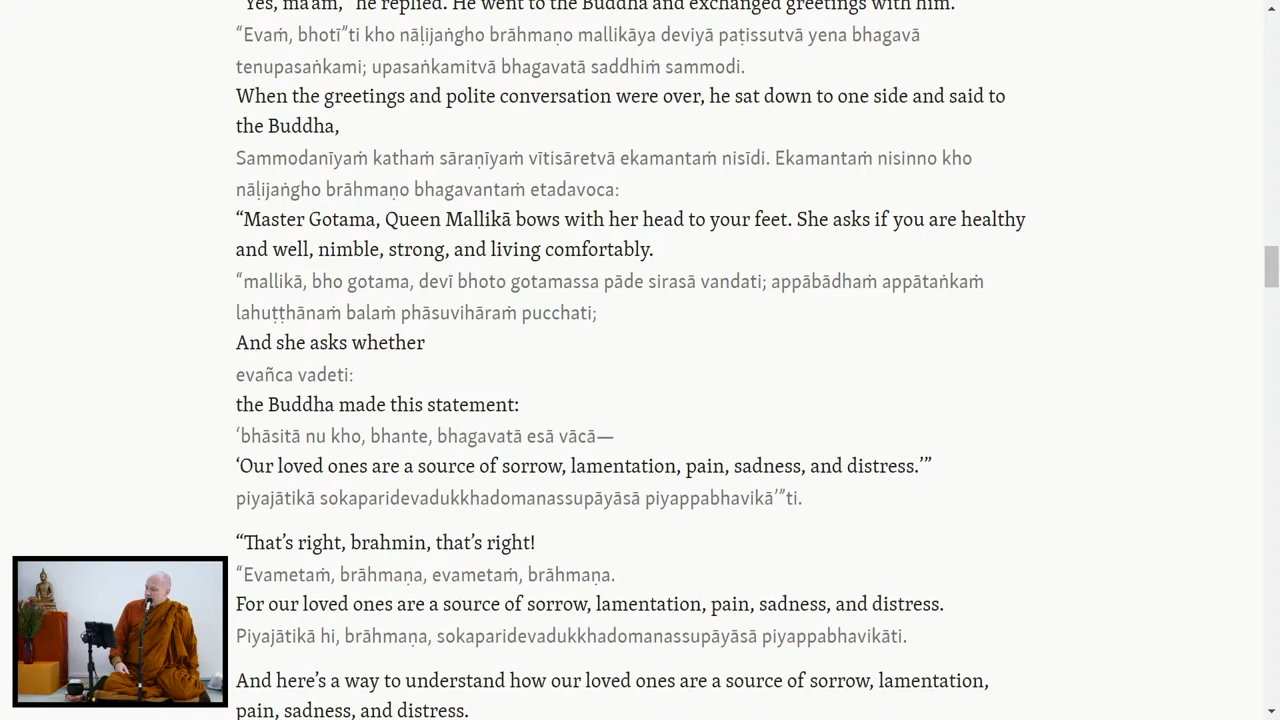 “Yes, ma’am,” he replied. He went to the Buddha and exchanged greetings with him.
“Evaṁ, bhotī”ti kho nāḷijaṅgho brāhmaṇo mallikāya deviyā paṭissutvā yena bhagavā
tenupasaṅkami; upasaṅkamitvā bhagavatā saddhiṁ sammodi.
When the greetings and polite conversation were over, he sat down to one side and said to
the Buddha,
Sammodanīyaṁ kathaṁ sāraṇīyaṁ vītisāretvā ekamantaṁ nisīdi. Ekamantaṁ nisinno kho
nāḷijaṅgho brāhmaṇo bhagavantaṁ etadavoca:
“Master Gotama, Queen Mallikā bows with her head to your feet. She asks if you are healthy
and well, nimble, strong, and living comfortably.
“mallikā, bho gotama, devī bhoto gotamassa pāde sirasā vandati; appābādhaṁ appātaṅkaṁ
lahuṭṭhānaṁ balaṁ phāsuvihāraṁ pucchati;
And she asks whether
evañca vadeti:
the Buddha made this statement:
‘bhāsitā nu kho, bhante, bhagavatā esā vācā—
‘Our loved ones are a source of sorrow, lamentation, pain, sadness, and distress.’”
piyajātikā sokaparidevadukkhadomanassupāyāsā piyappabhavikā’”ti.
“That’s right, brahmin, that’s right!
“Evametaṁ, brāhmaṇa, evametaṁ, brāhmaṇa.
For our loved ones are a source of sorrow, lamentation, pain, sadness, and distress.
Piyajātikā hi, brāhmaṇa, sokaparidevadukkhadomanassupāyāsā piyappabhavikāti.
And here’s a way to understand how our loved ones are a source of sorrow, lamentation,
pain, sadness, and distress.